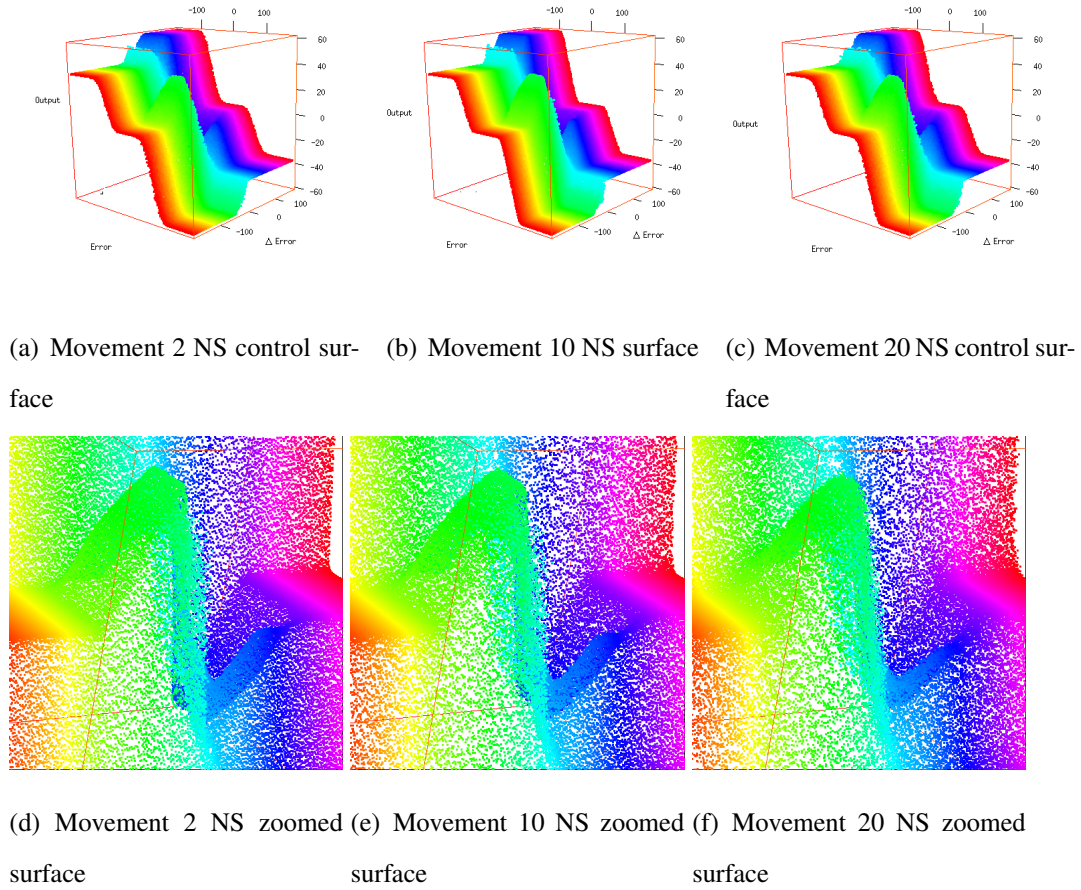 -100 0 100
-100 0 100
-100 0 100
60
40
20
0
-20
-40
-60
100
0
-100
Output
Error
Δ Error
60
40
20
0
-20
-40
-60
100
0
-100
Output
Error
Δ Error
60
40
20
0
-20
-40
-60
100
0
-100
Output
Error
Δ Error
(a) Movement 2 NS control sur-
face
(b) Movement 10 NS surface
(c) Movement 20 NS control sur-
face
(d) Movement 2 NS zoomed
surface
(e) Movement 10 NS zoomed
surface
(f) Movement 20 NS zoomed
surface